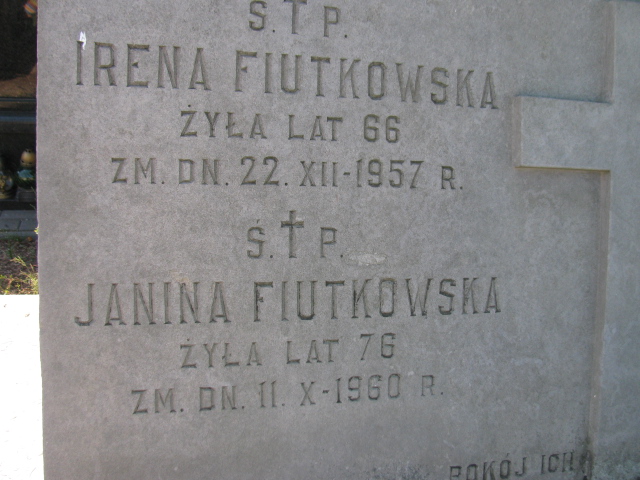 Ś. † P.
IRENA FIUTKOWSKA
ŻYŁA LAT 66
ZM. DN. 22. XII-1957 R.
Ś. † P.
JANINA FIUTKOWSKA
ŻYŁA LAT 76
ZM. DN. 11. X-1960 R.
POKÓJ ICH